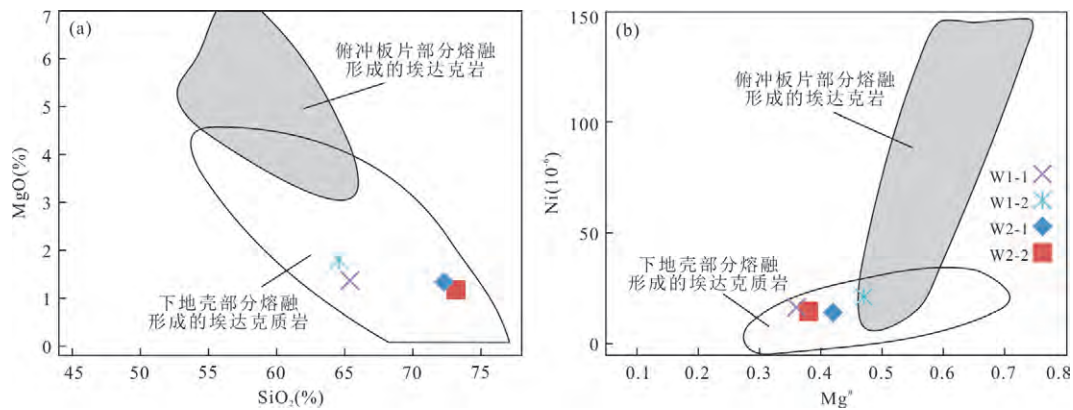 (a)
俯冲板片部分熔融
形成的埃达克岩
下地壳部分熔融
形成的埃达克质岩
MgO(%)
7
6
5
4
3
2
1
0
45
50
55
60
65
72
75
SiO₂(%)
(b)
俯冲板片部分熔融
形成的埃达克岩
下地壳部分熔融
形成的埃达克质岩
W1-1
W1-2
W2-1
W2-2
Ni(10⁻⁶)
150
100
50
0
0.1
0.2
0.3
0.4
0.5
0.6
0.7
0.8
Mg#